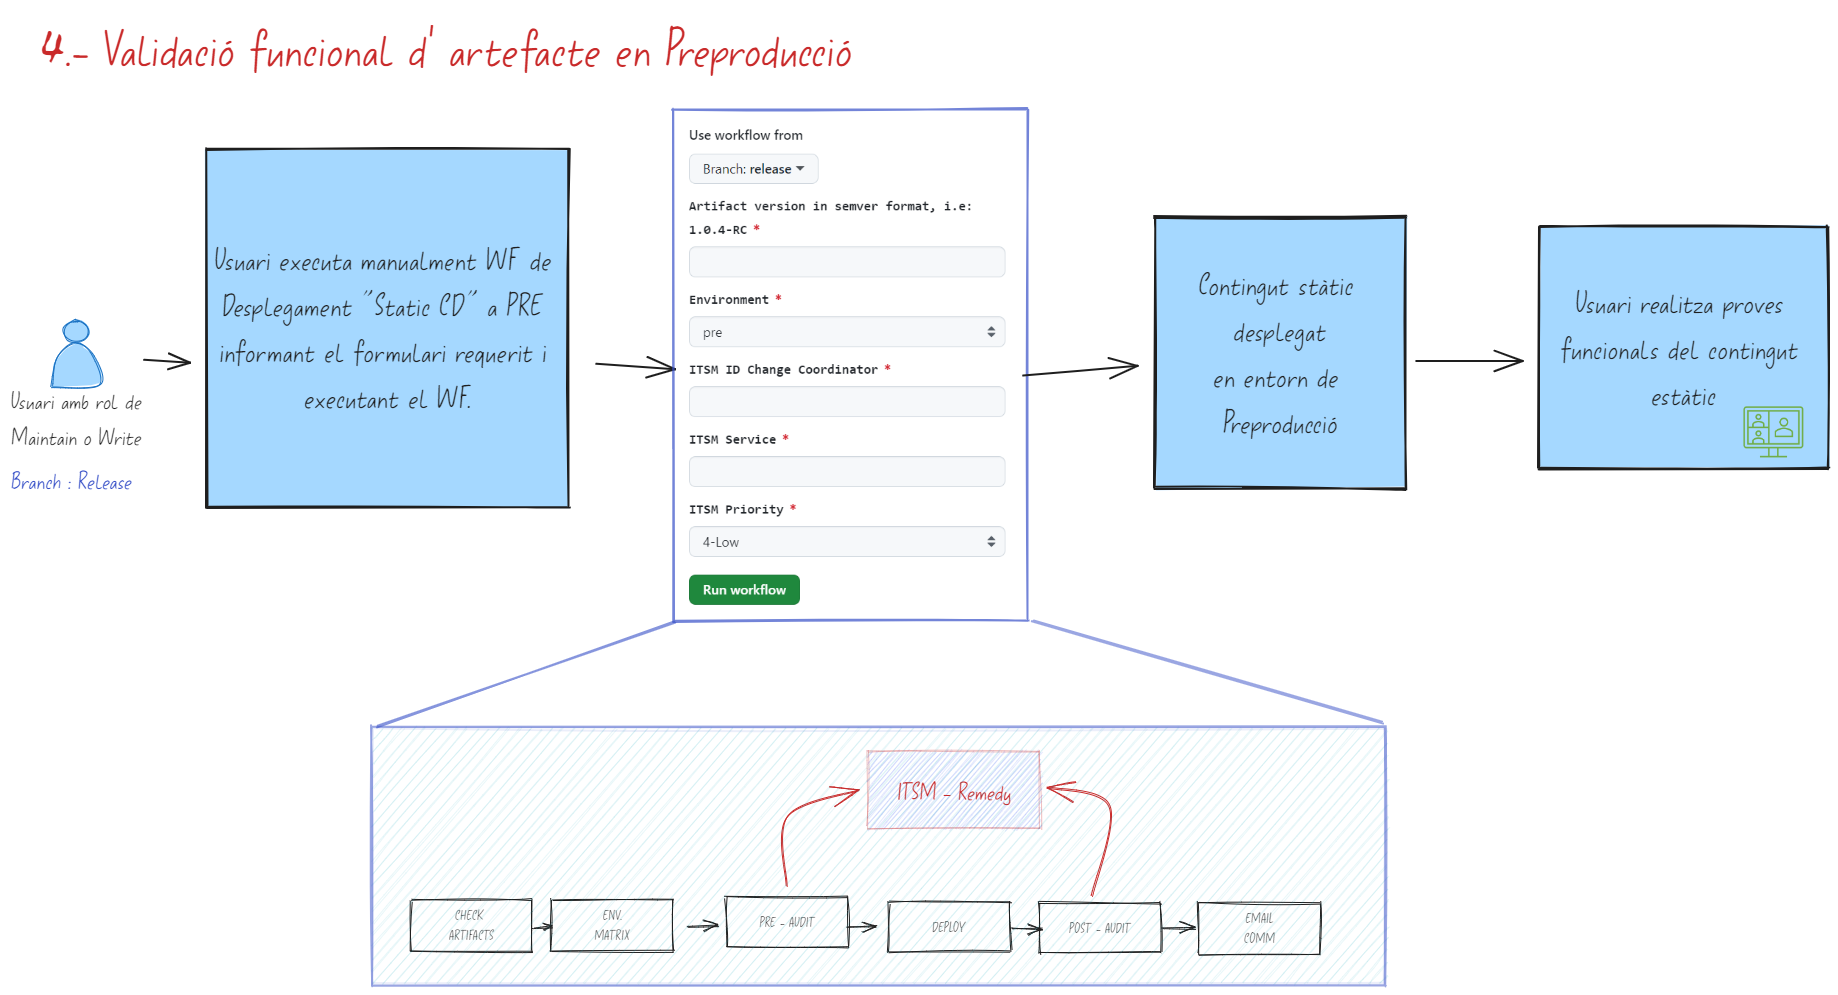 4.- Validació funcional d' artefacte en Preproducció
Usuari amb rol de
Maintain o Write
Branch : Release
Usuari executa manualment WF de
Desplegament "Static CD" a PRE
informant el formulari requerit i
executant el WF.
Use workflow from
Branch: release
Artifact version in semver format, i.e:
1.0.4-RC *
Environment *
pre
ITSM ID Change Coordinator *
ITSM Service *
ITSM Priority *
4-Low
Run workflow
Contingut stàtic
desplegat
en entorn de
Preproducció
Usuari realitza proves
funcionals del contingut
estàtic
ITSM - Remedy
CHECK
ARTIFACTS
ENV.
MATRIX
PRE - AUDIT
DEPLOY
POST - AUDIT
EMAIL
COMM